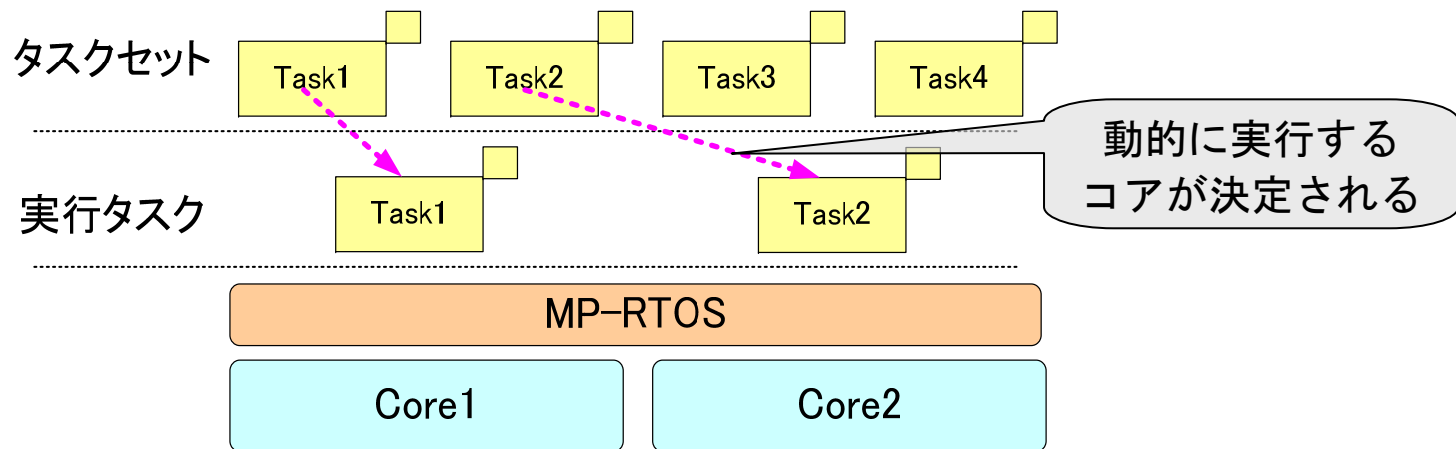 タスクセット
Task1
Task2
Task3
Task4
動的に実行する
コアが決定される
実行タスク
Task1
Task2
MP-RTOS
Core1
Core2